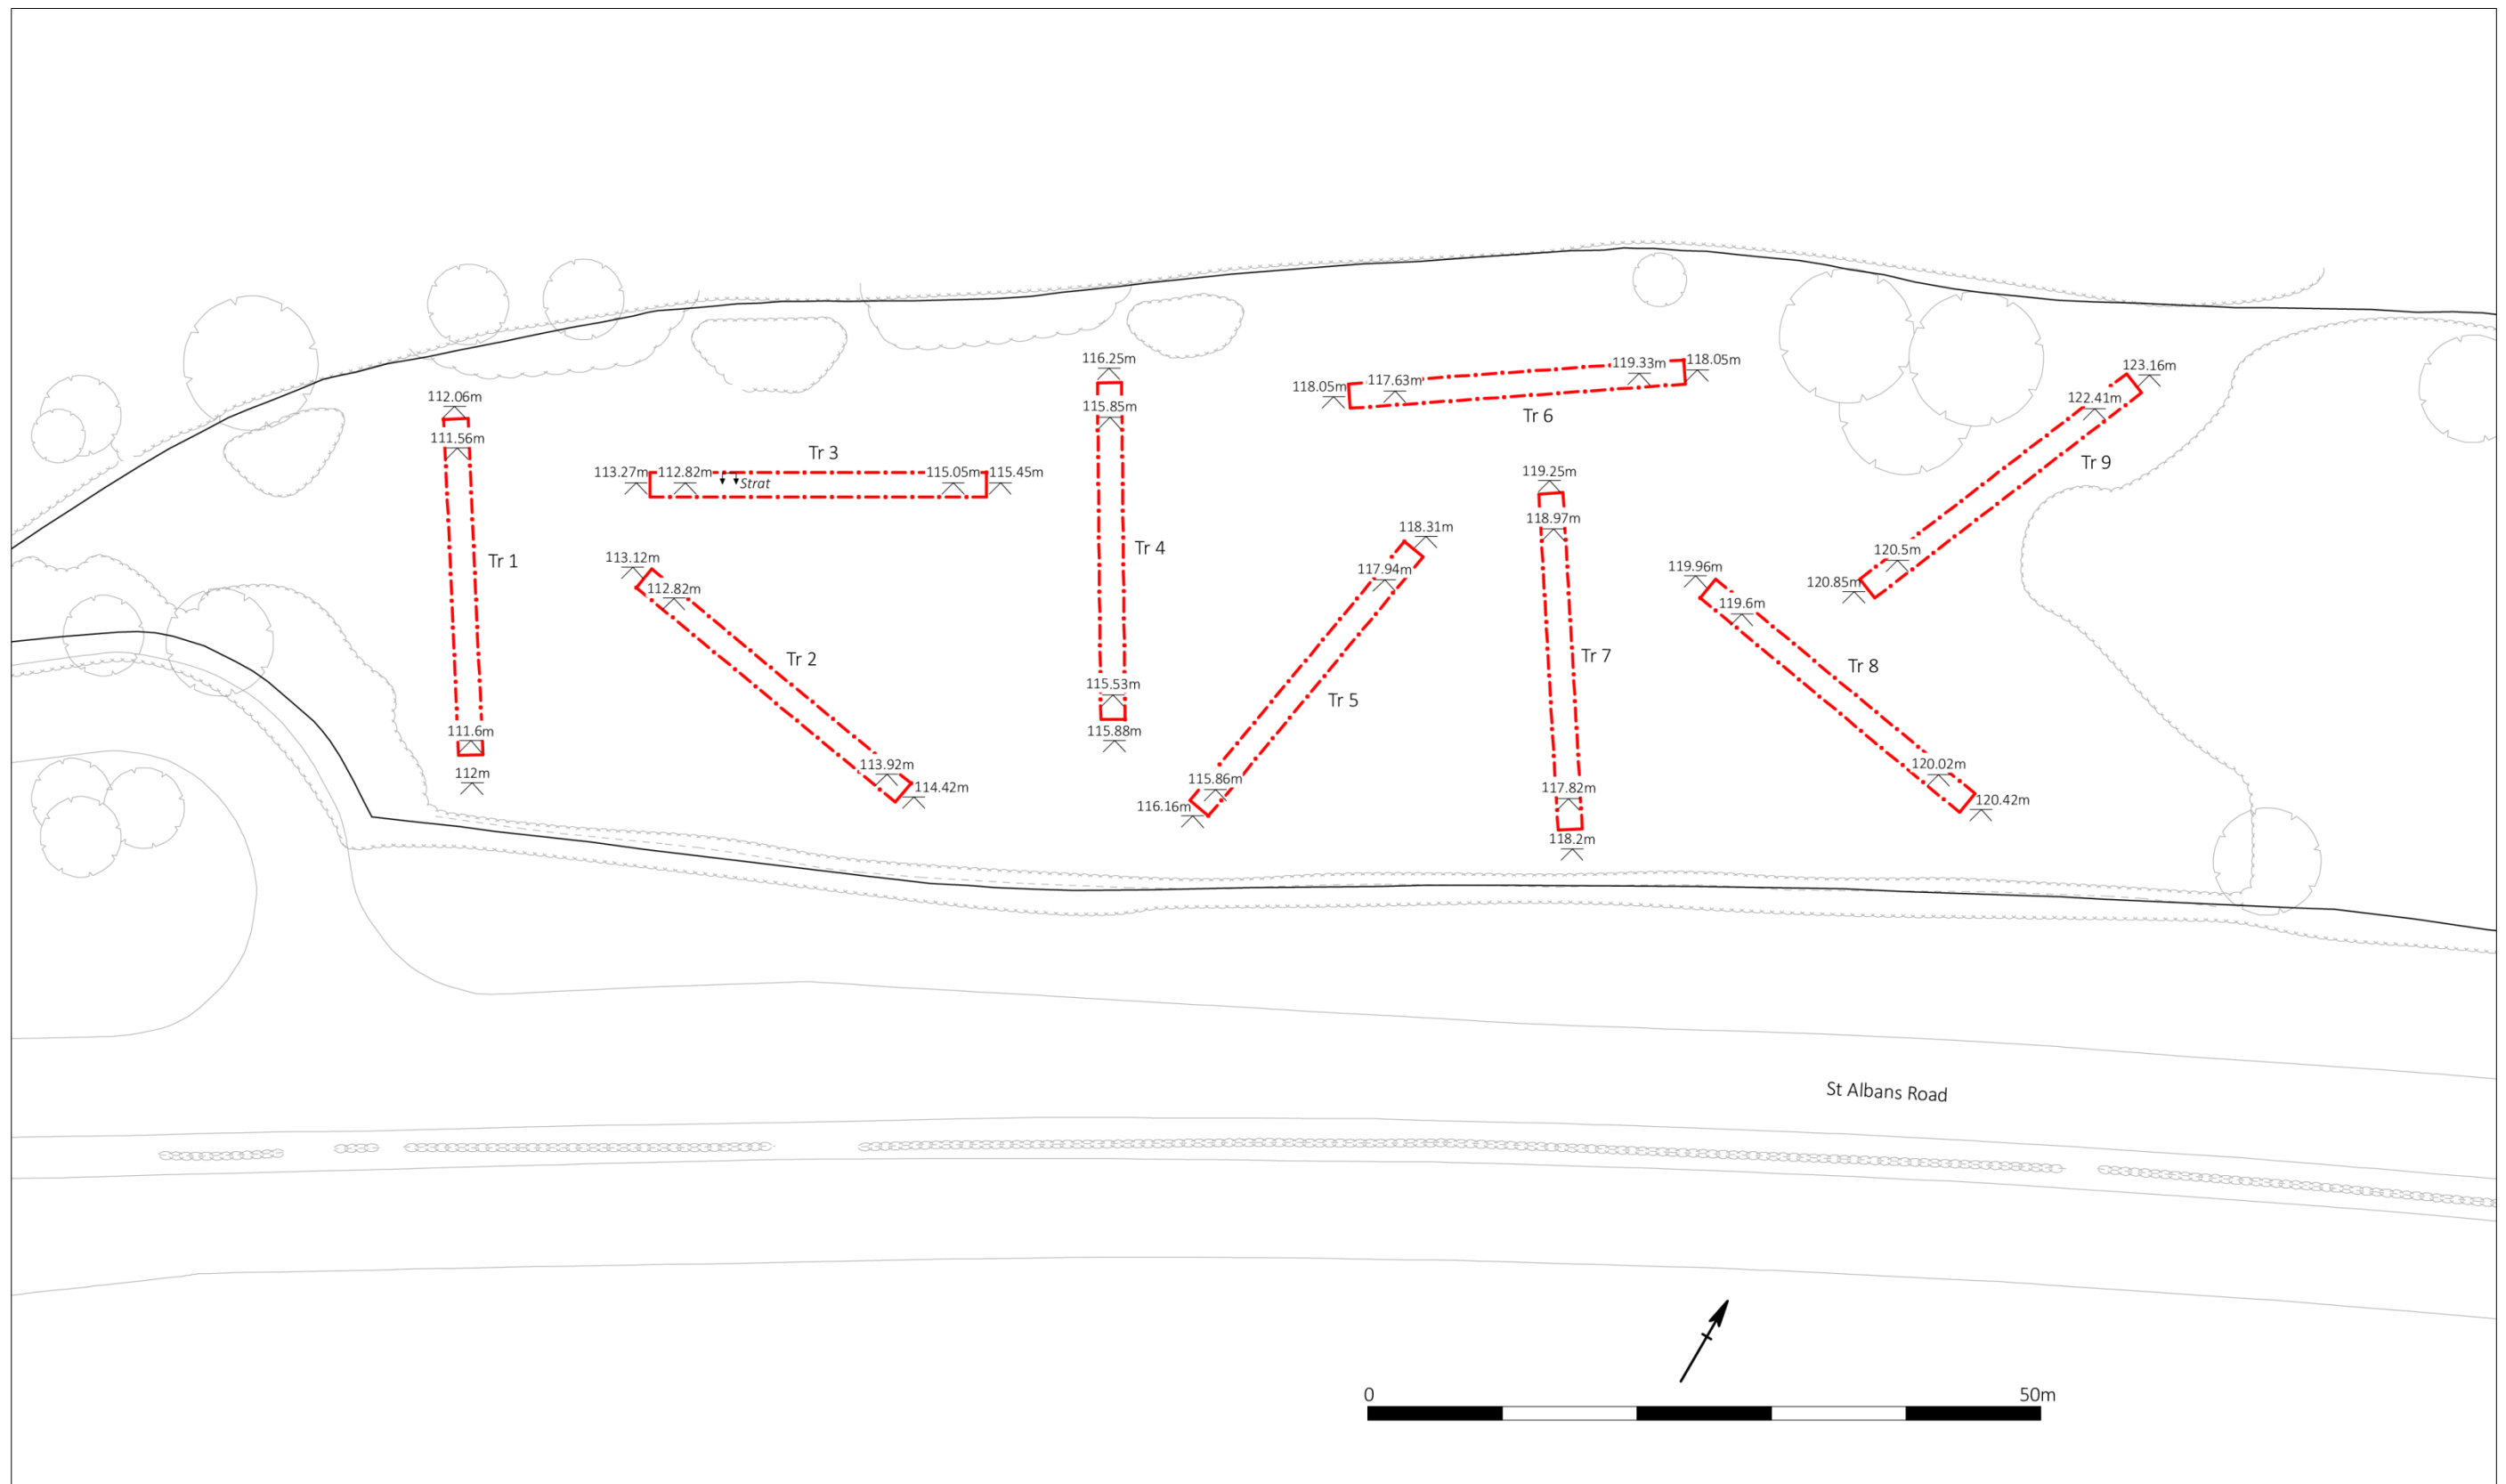 116.25m
118.05m
119.33m
118.05m
117.63m
123.16m
112.06m
115.85m
122.41m
Tr 6
111.56m
Tr 3
Tr 9
113.27m
112.82m
Strat
115.05m
115.45m
119.25m
118.97m
118.31m
Tr 1
Tr 4
113.12m
112.82m
117.94m
119.96m
120.5m
120.85m
119.6m
Tr 2
Tr 7
Tr 8
115.53m
Tr 5
111.6m
115.88m
112m
113.92m
114.42m
115.86m
116.16m
117.82m
118.2m
120.02m
120.42m
St Albans Road
0
50m